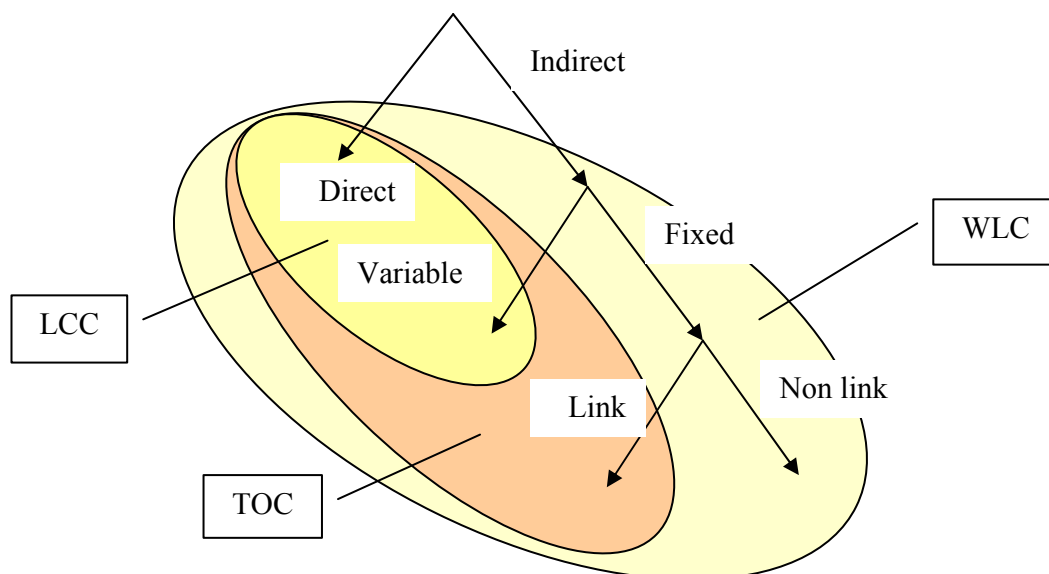 Indirect
Direct
Fixed
WLC
Variable
LCC
Non link
Link
TOC